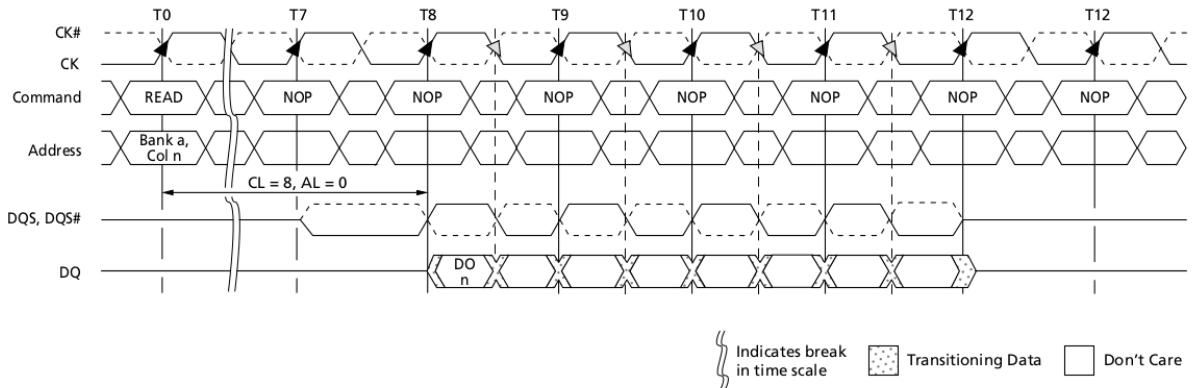 T0 T7 T8 T9 T10 T11 T12 T12
CK#
CK
Command READ NOP NOP NOP NOP NOP NOP NOP
Address Bank a,
Col n
CL = 8, AL = 0
DQS, DQS#
DQ DO
n
Indicates break
in time scale
Transitioning Data
Don't Care